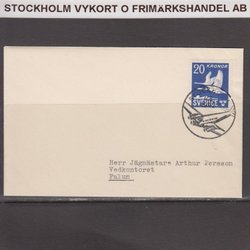 STOCKHOLM VYKORT O FRIMÄRKSHANDEL AB
20 KRONOR
SVERIGE
Herr Jägmästare Arthur Persson
Vedkontoret
Falun